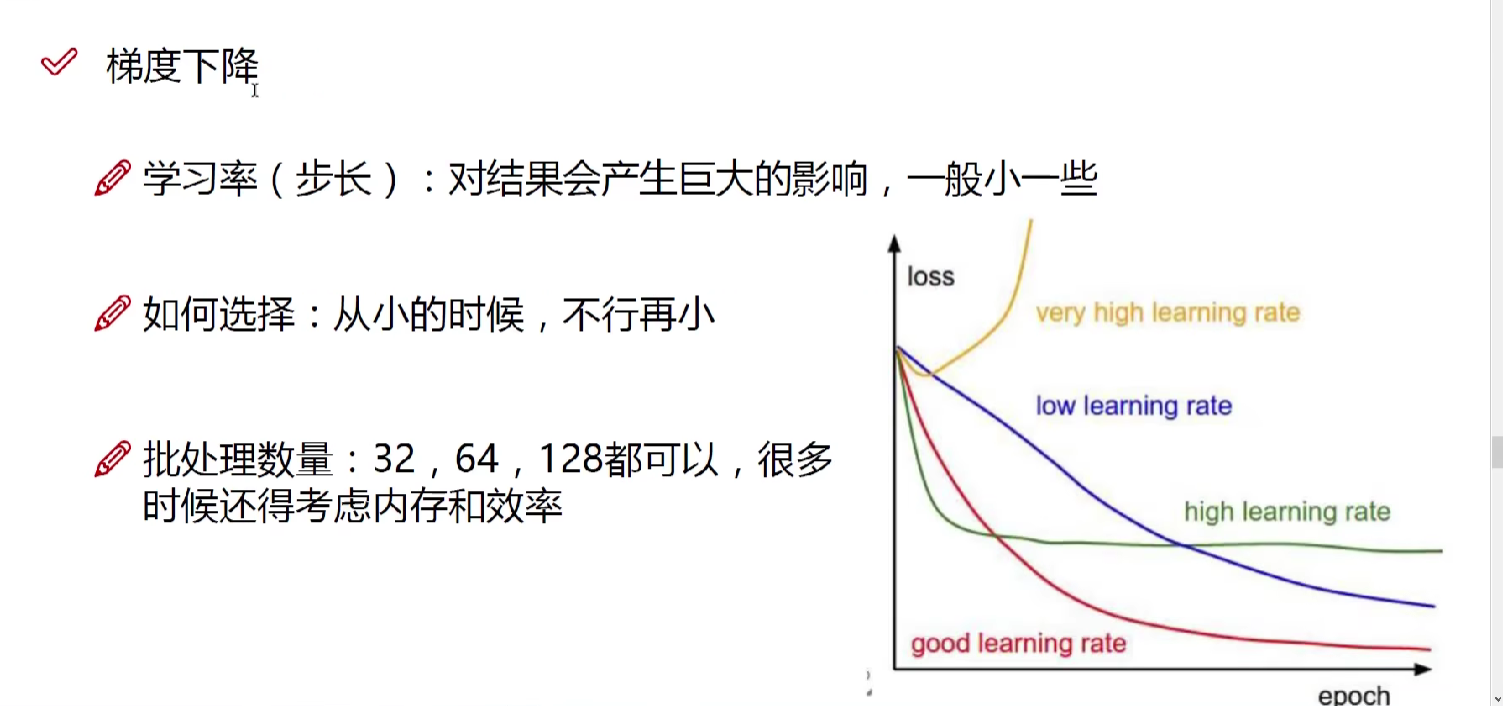 梯度下降
学习率（步长）：对结果会产生巨大的影响，一般小一些
如何选择：从小的时候，不行再小
批处理数量：32，64，128都可以，很多
时候还得考虑内存和效率
loss
very high learning rate
low learning rate
high learning rate
good learning rate
epoch